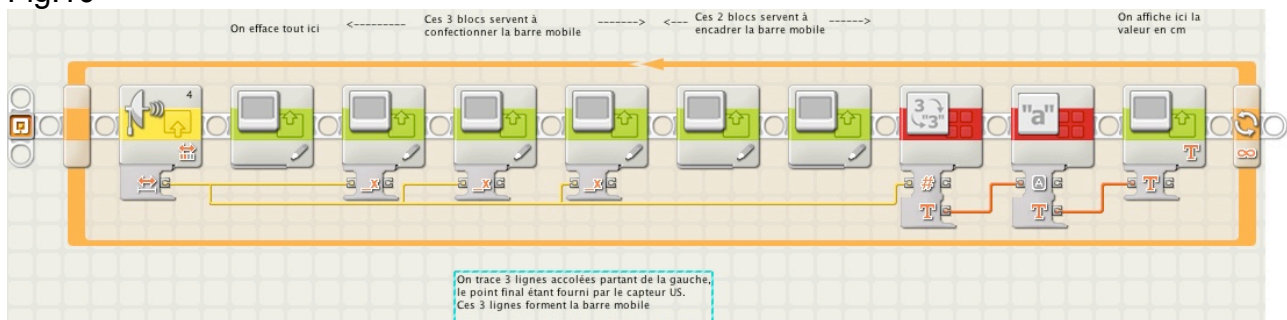 On efface tout ici
<---------
Ces 3 blocs servent à
confectionner la barre mobile
------->
<---
Ces 2 blocs servent à
encadrer la barre mobile
------>
On affiche ici la
valeur en cm
4
3
"3"
"a"
T
x
x
x
#
A
T
T
T
On trace 3 lignes accolées partant de la gauche,
le point final étant fourni par le capteur US.
Ces 3 lignes forment la barre mobile